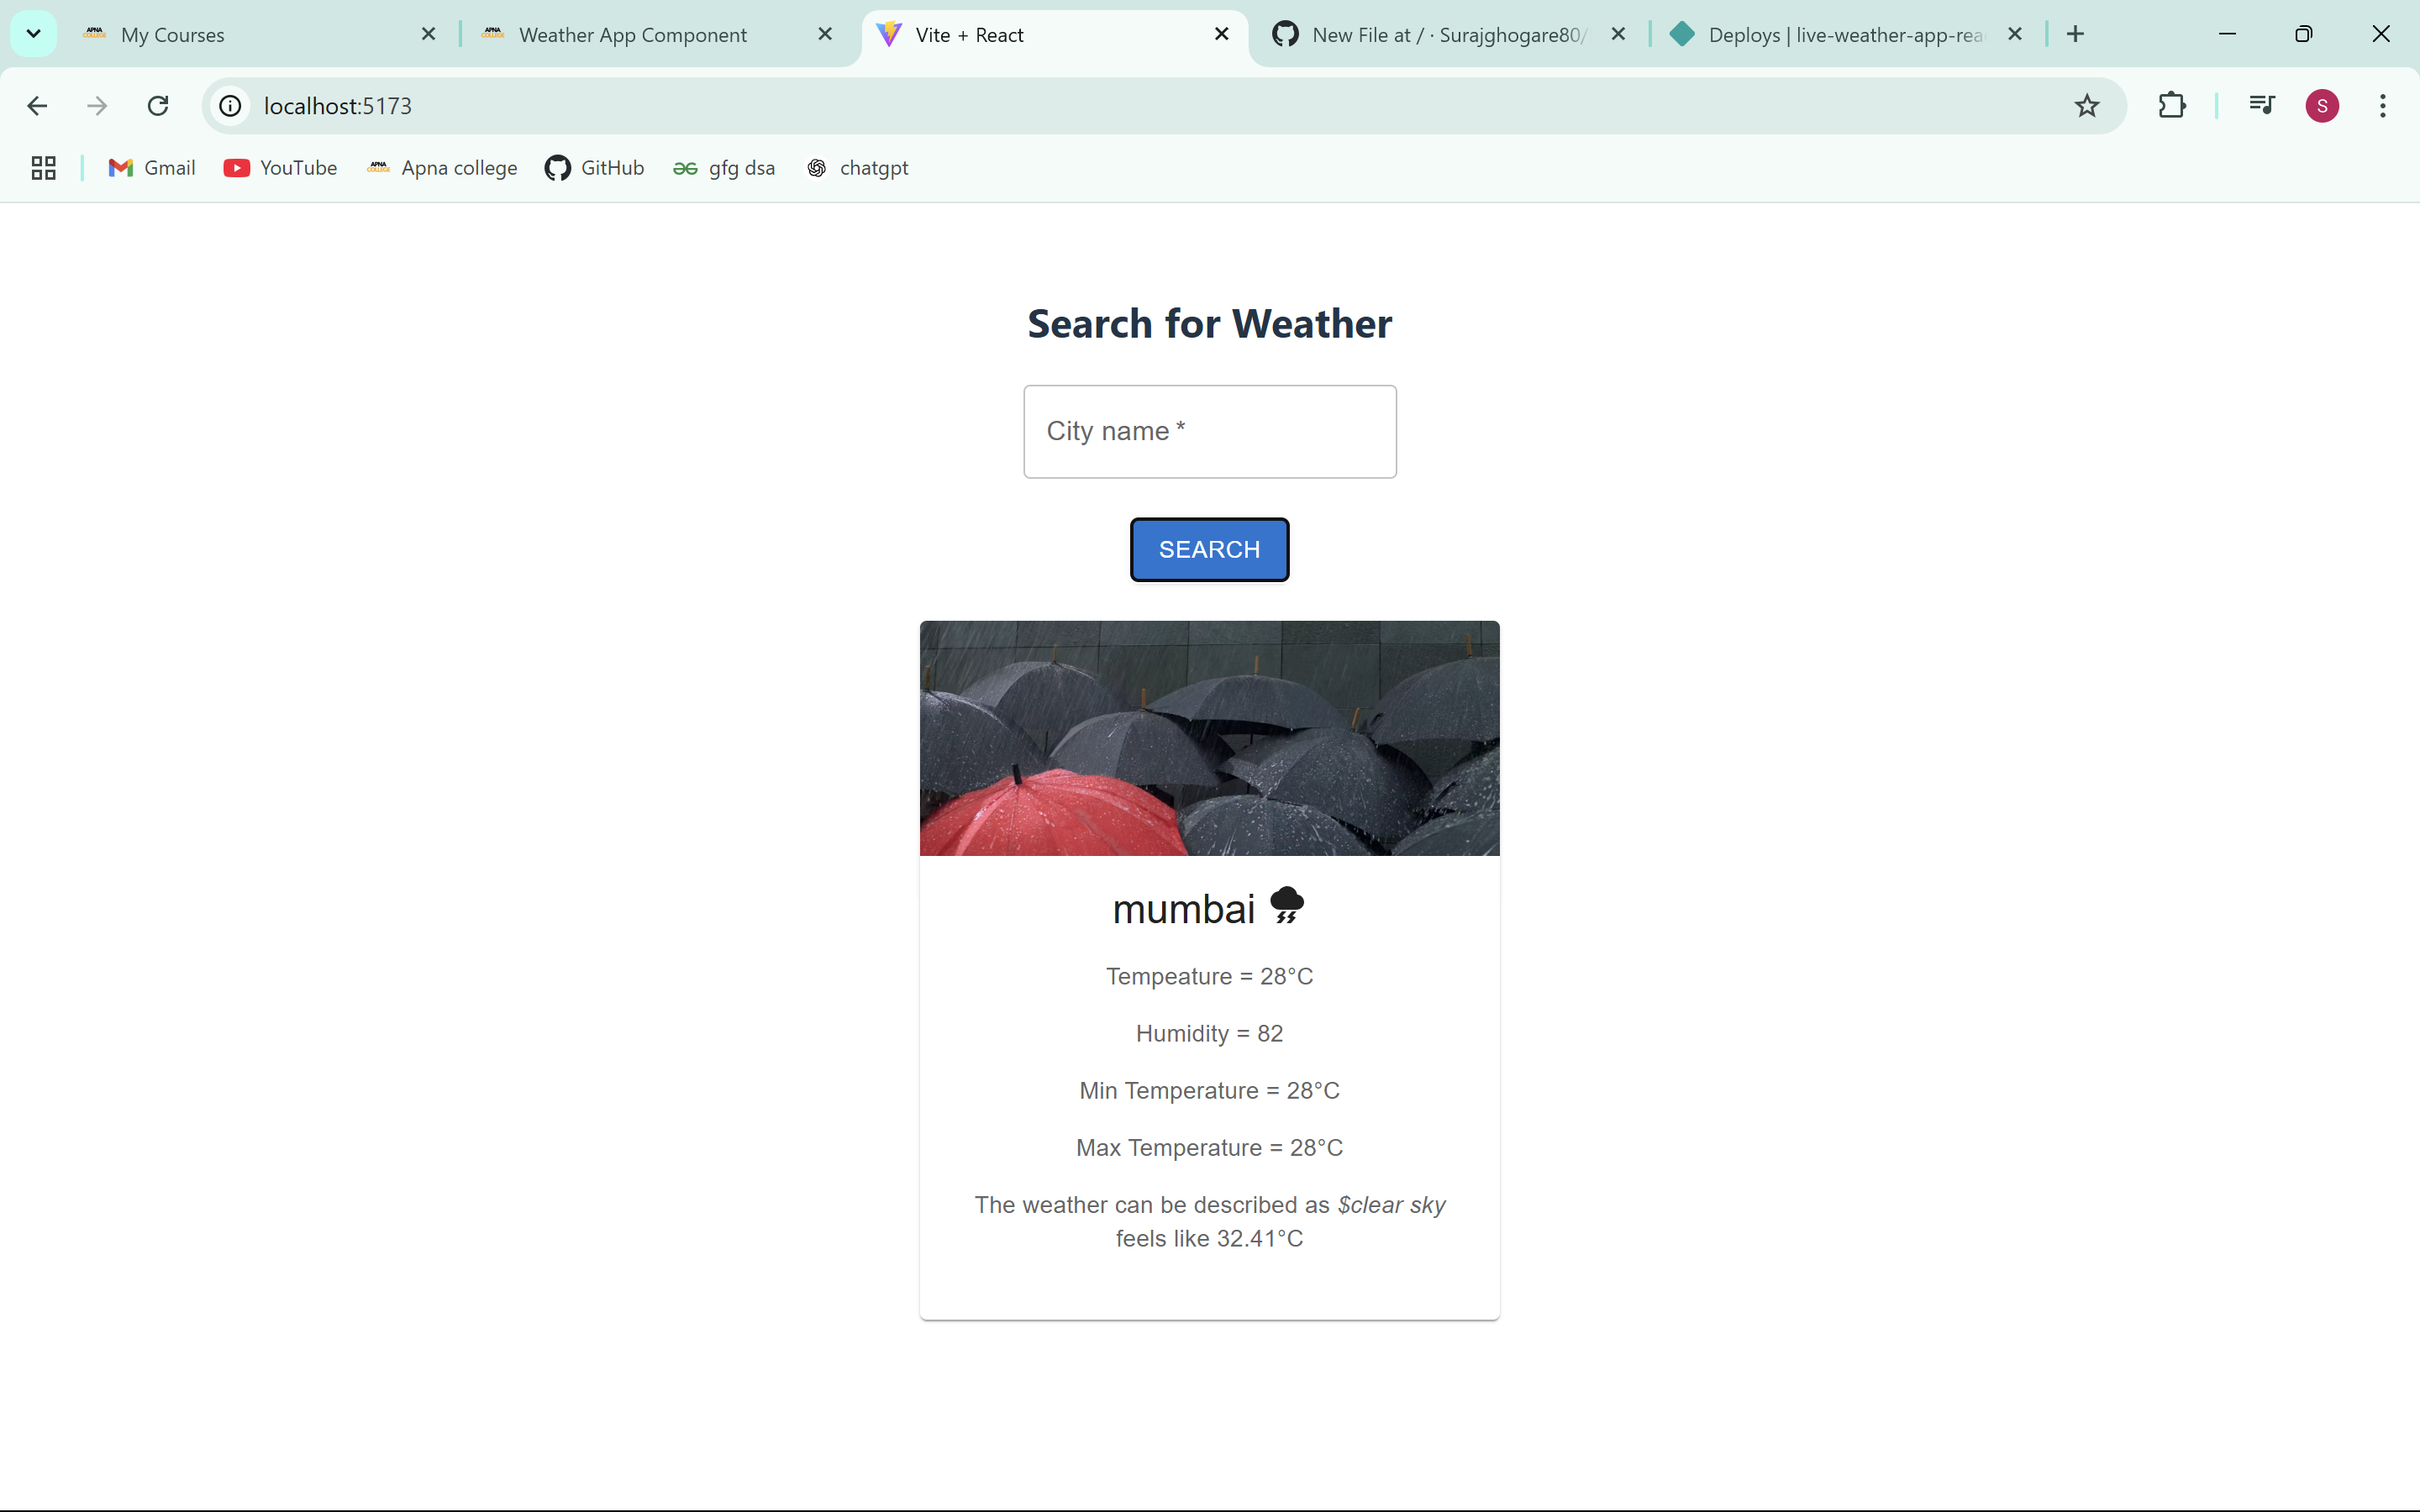 My Courses
Weather App Component
Vite + React
New File at / · Surajghogare80/
Deploys | live-weather-app-rea
localhost:5173
S
Gmail
YouTube
APNA COLLEGE
Apna college
GitHub
gfg dsa
chatgpt
Search for Weather
City name *
SEARCH
mumbai
Tempeature = 28°C
Humidity = 82
Min Temperature = 28°C
Max Temperature = 28°C
The weather can be described as $clear sky
feels like 32.41°C